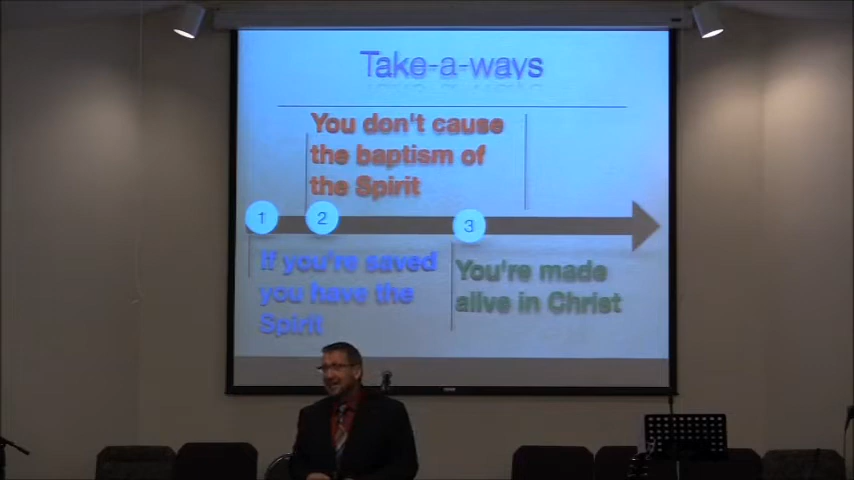 Take-a-ways
You don't cause
the baptism of
the Spirit
1
2
3
If you're saved
you have the
Spirit
You're made
alive in Christ